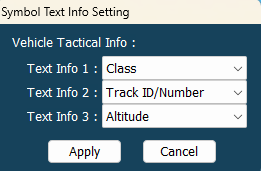 Symbol Text Info Setting
Vehicle Tactical Info :
Text Info 1 : Class
Text Info 2 : Track ID/Number
Text Info 3 : Altitude
Apply Cancel